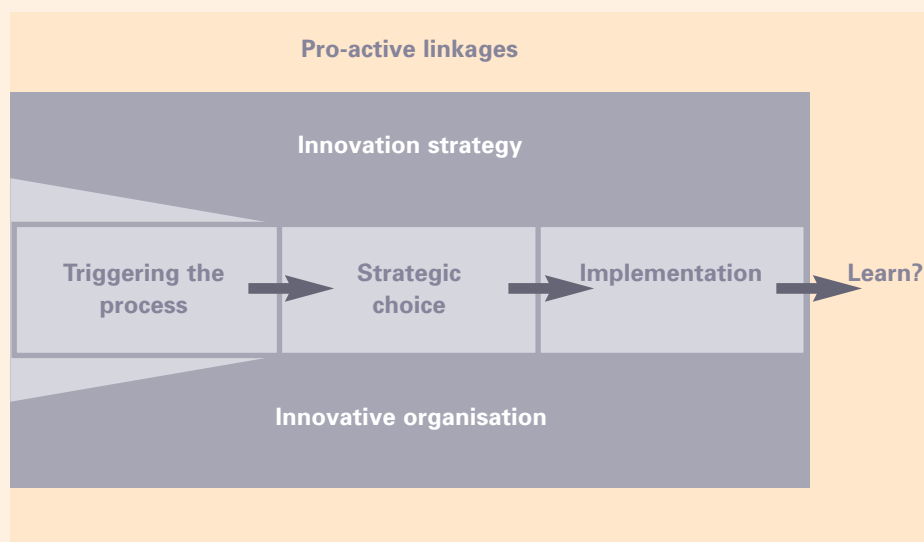 Pro-active linkages
Innovation strategy
Triggering the
process
Strategic
choice
Implementation
Learn?
Innovative organisation